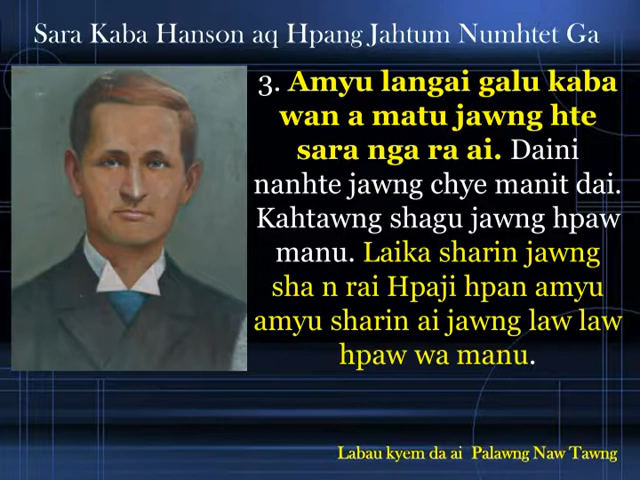 Sara Kaba Hanson aq Hpang Jahtum Numhtet Ga
3. Amyu langai galu kaba
wan a matu jawng hte
sara nga ra ai. Daini
nanhte jawng chye manit dai.
Kahtawng shagu jawng hpaw
manu. Laika sharin jawng
sha n rai Hpaji hpan amyu
amyu sharin ai jawng law law
hpaw wa manu.
Labau kyem da ai Palawng Naw Tawng